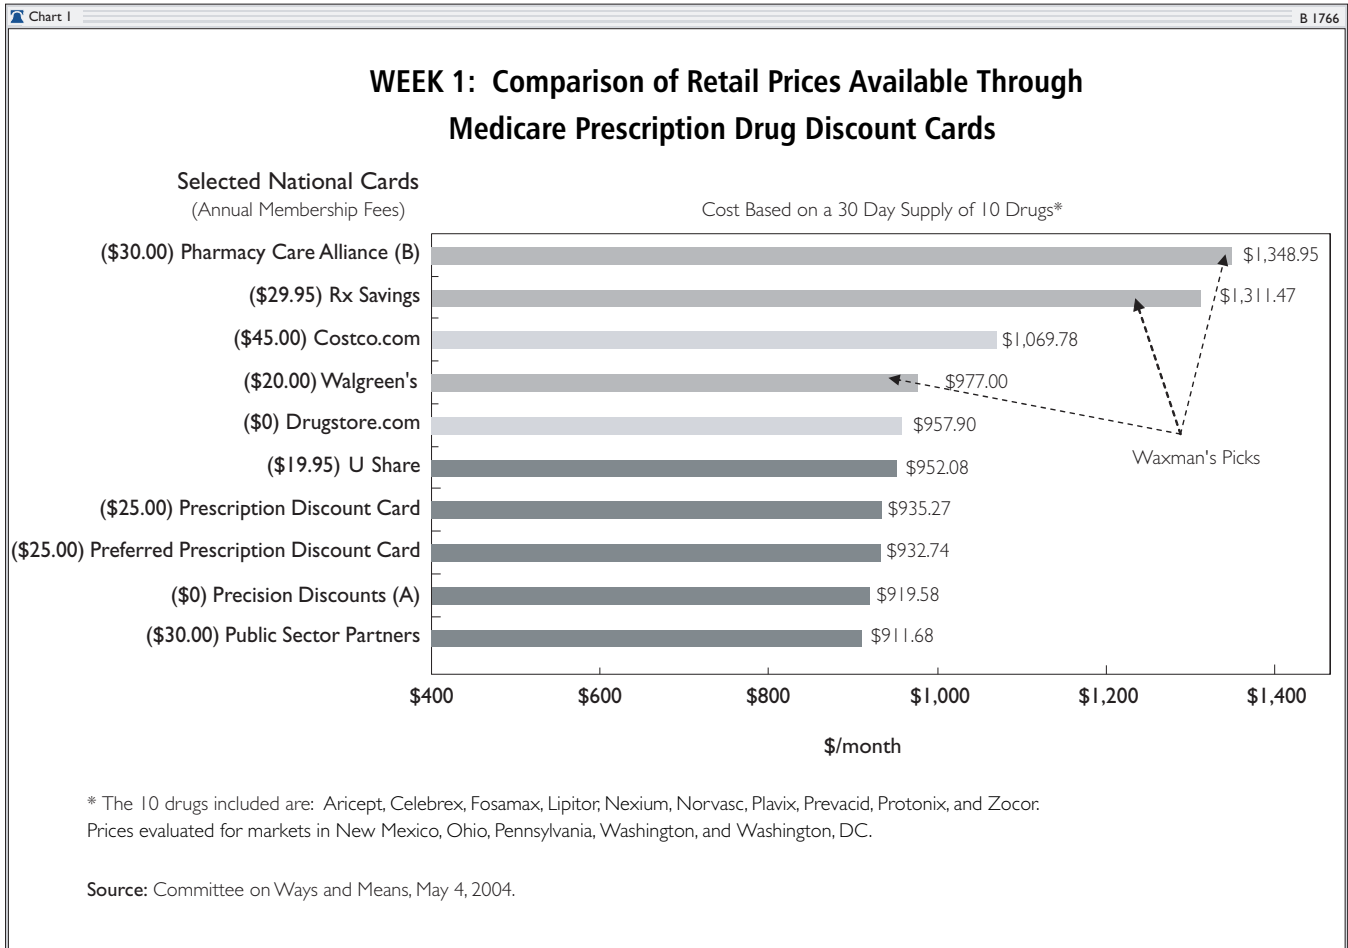 Chart 1 B 1766
WEEK 1: Comparison of Retail Prices Available Through
Medicare Prescription Drug Discount Cards
Selected National Cards
(Annual Membership Fees) Cost Based on a 30 Day Supply of 10 Drugs*
($30.00) Pharmacy Care Alliance (B) $1,348.95
($29.95) Rx Savings $1,311.47
($45.00) Costco.com $1,069.78
($20.00) Walgreen's $977.00
($0) Drugstore.com $957.90
Waxman's Picks
($19.95) U Share $952.08
($25.00) Prescription Discount Card $935.27
($25.00) Preferred Prescription Discount Card $932.74
($0) Precision Discounts (A) $919.58
($30.00) Public Sector Partners $911.68
$400 $600 $800 $1,000 $1,200 $1,400
$/month
* The 10 drugs included are: Aricept, Celebrex, Fosamax, Lipitor, Nexium, Norvasc, Plavix, Prevacid, Protonix, and Zocor.
Prices evaluated for markets in New Mexico, Ohio, Pennsylvania, Washington, and Washington, DC.
Source: Committee on Ways and Means, May 4, 2004.